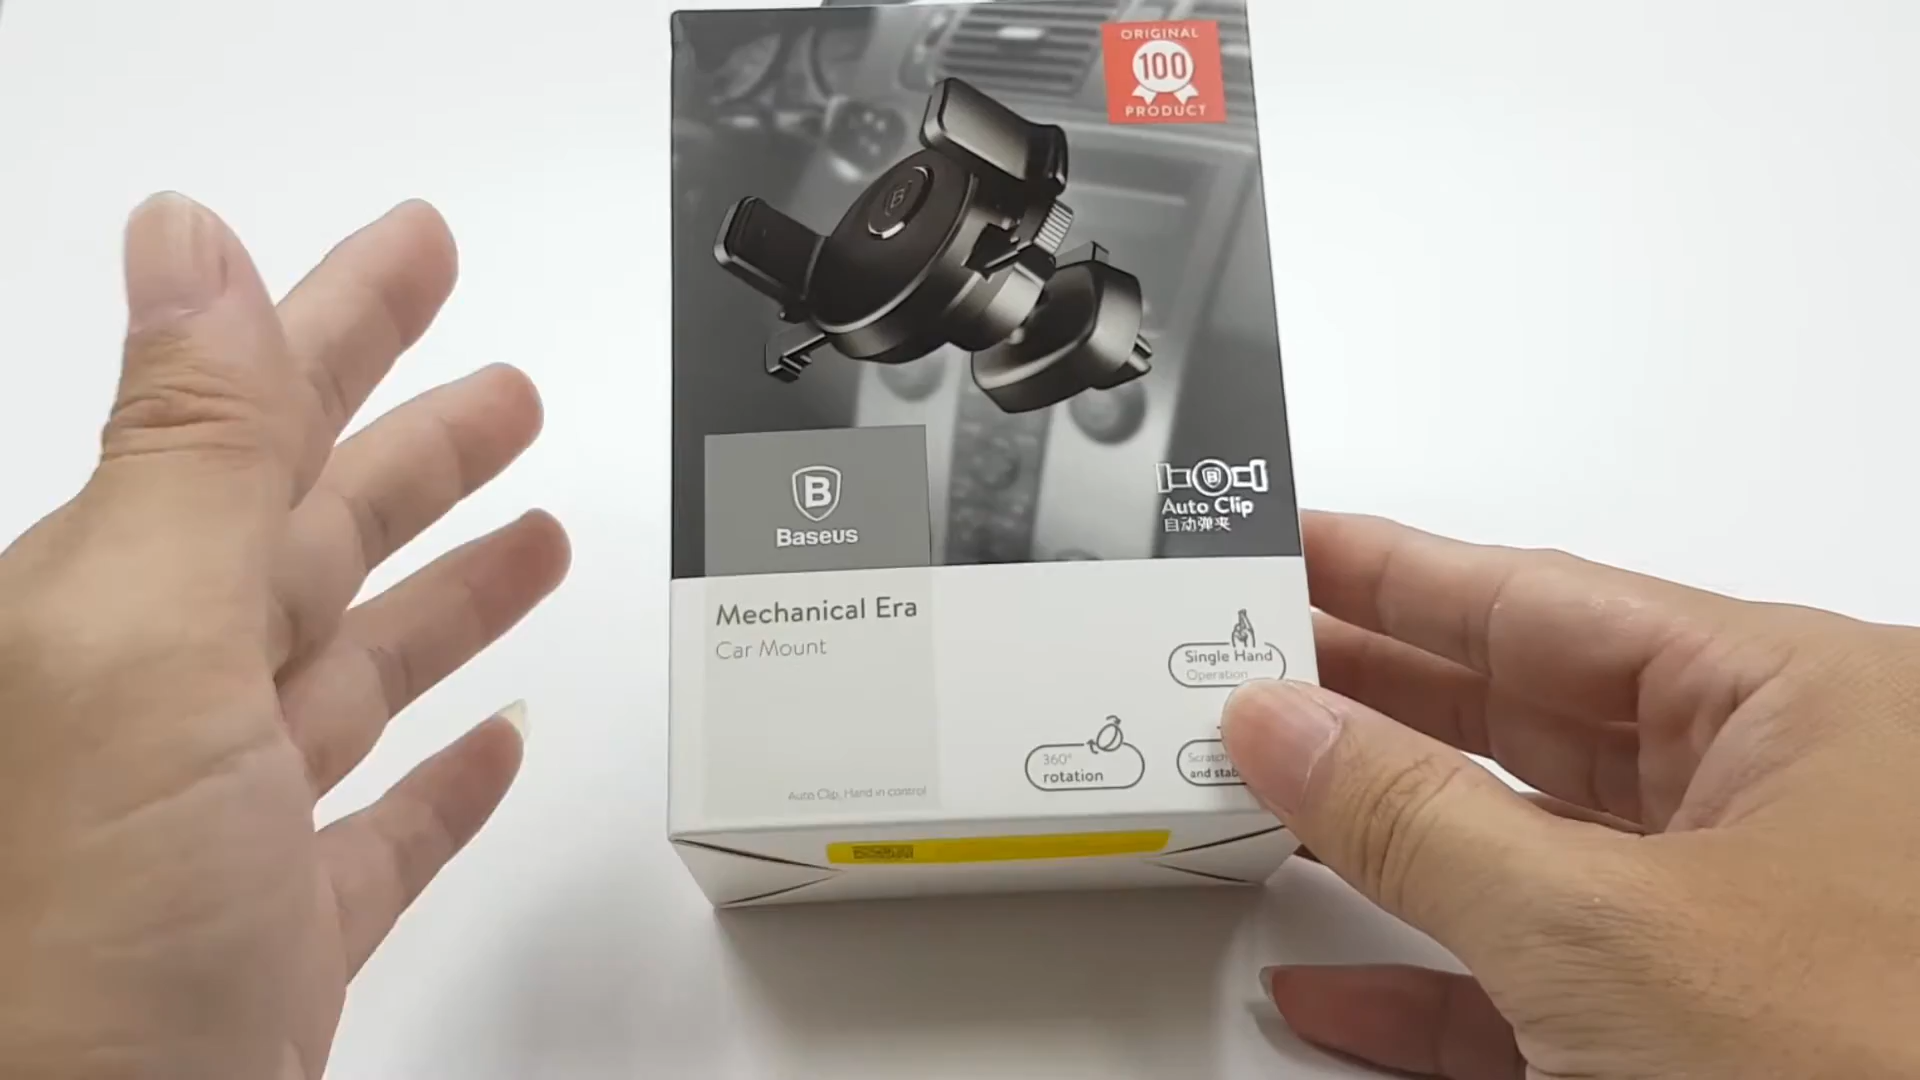 ORIGINAL
100
PRODUCT
B
B
Baseus
B
Auto Clip
自动弹夹
Mechanical Era
Car Mount
Single Hand
Operation
360°
rotation
and
Auto Clip, Hand in control